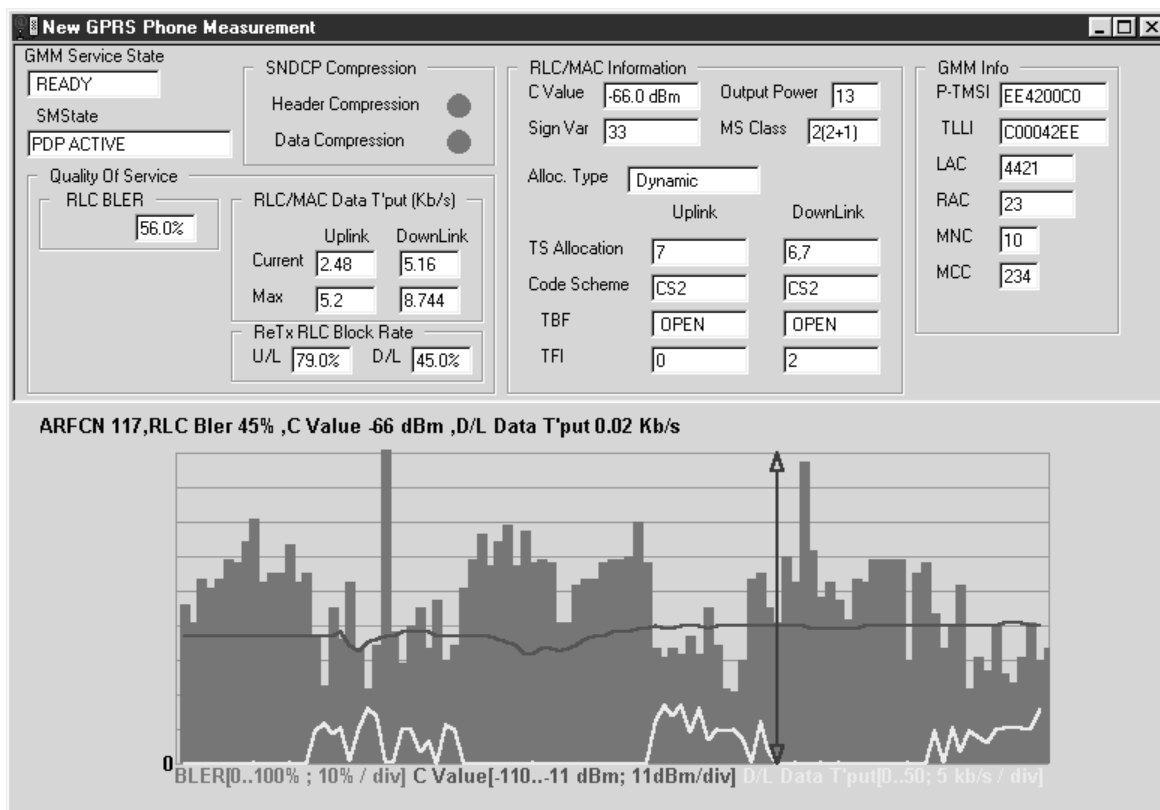 New GPRS Phone Measurement
GMM Service State
READY
SMState
PDP ACTIVE
SNDCP Compression
Header Compression
Data Compression
Quality Of Service
RLC BLER
56.0%
RLC/MAC Data T'put (Kb/s)
Uplink DownLink
Current 2.48 5.16
Max 5.2 8.744
ReTx RLC Block Rate
U/L 79.0% D/L 45.0%
RLC/MAC Information
C Value -66.0 dBm Output Power 13
Sign Var 33 MS Class 2(2+1)
Alloc. Type Dynamic
Uplink DownLink
TS Allocation 7 6,7
Code Scheme CS2 CS2
TBF OPEN OPEN
TFI 0 2
GMM Info
P-TMSI EE4200C0
TLLI C00042EE
LAC 4421
RAC 23
MNC 10
MCC 234
ARFCN 117,RLC Bler 45% ,C Value -66 dBm ,D/L Data T'put 0.02 Kb/s
0
BLER[0..100% ; 10% / div] C Value[-110..-11 dBm; 11dBm/div] D/L Data T'put[0..50; 5 kb/s / div]